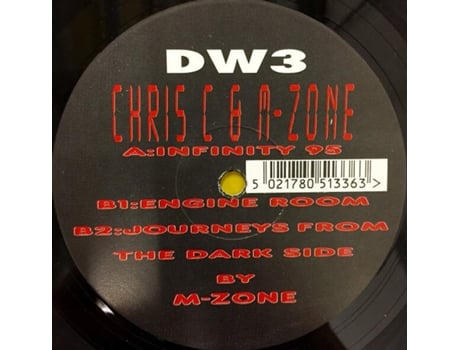 DW3
CHRIS C & M-ZONE
A:INFINITY 95
5 021780 513363 >
B1:ENGINE ROOM
B2:JOURNEYS FROM
THE DARK SIDE
BY
M-ZONE